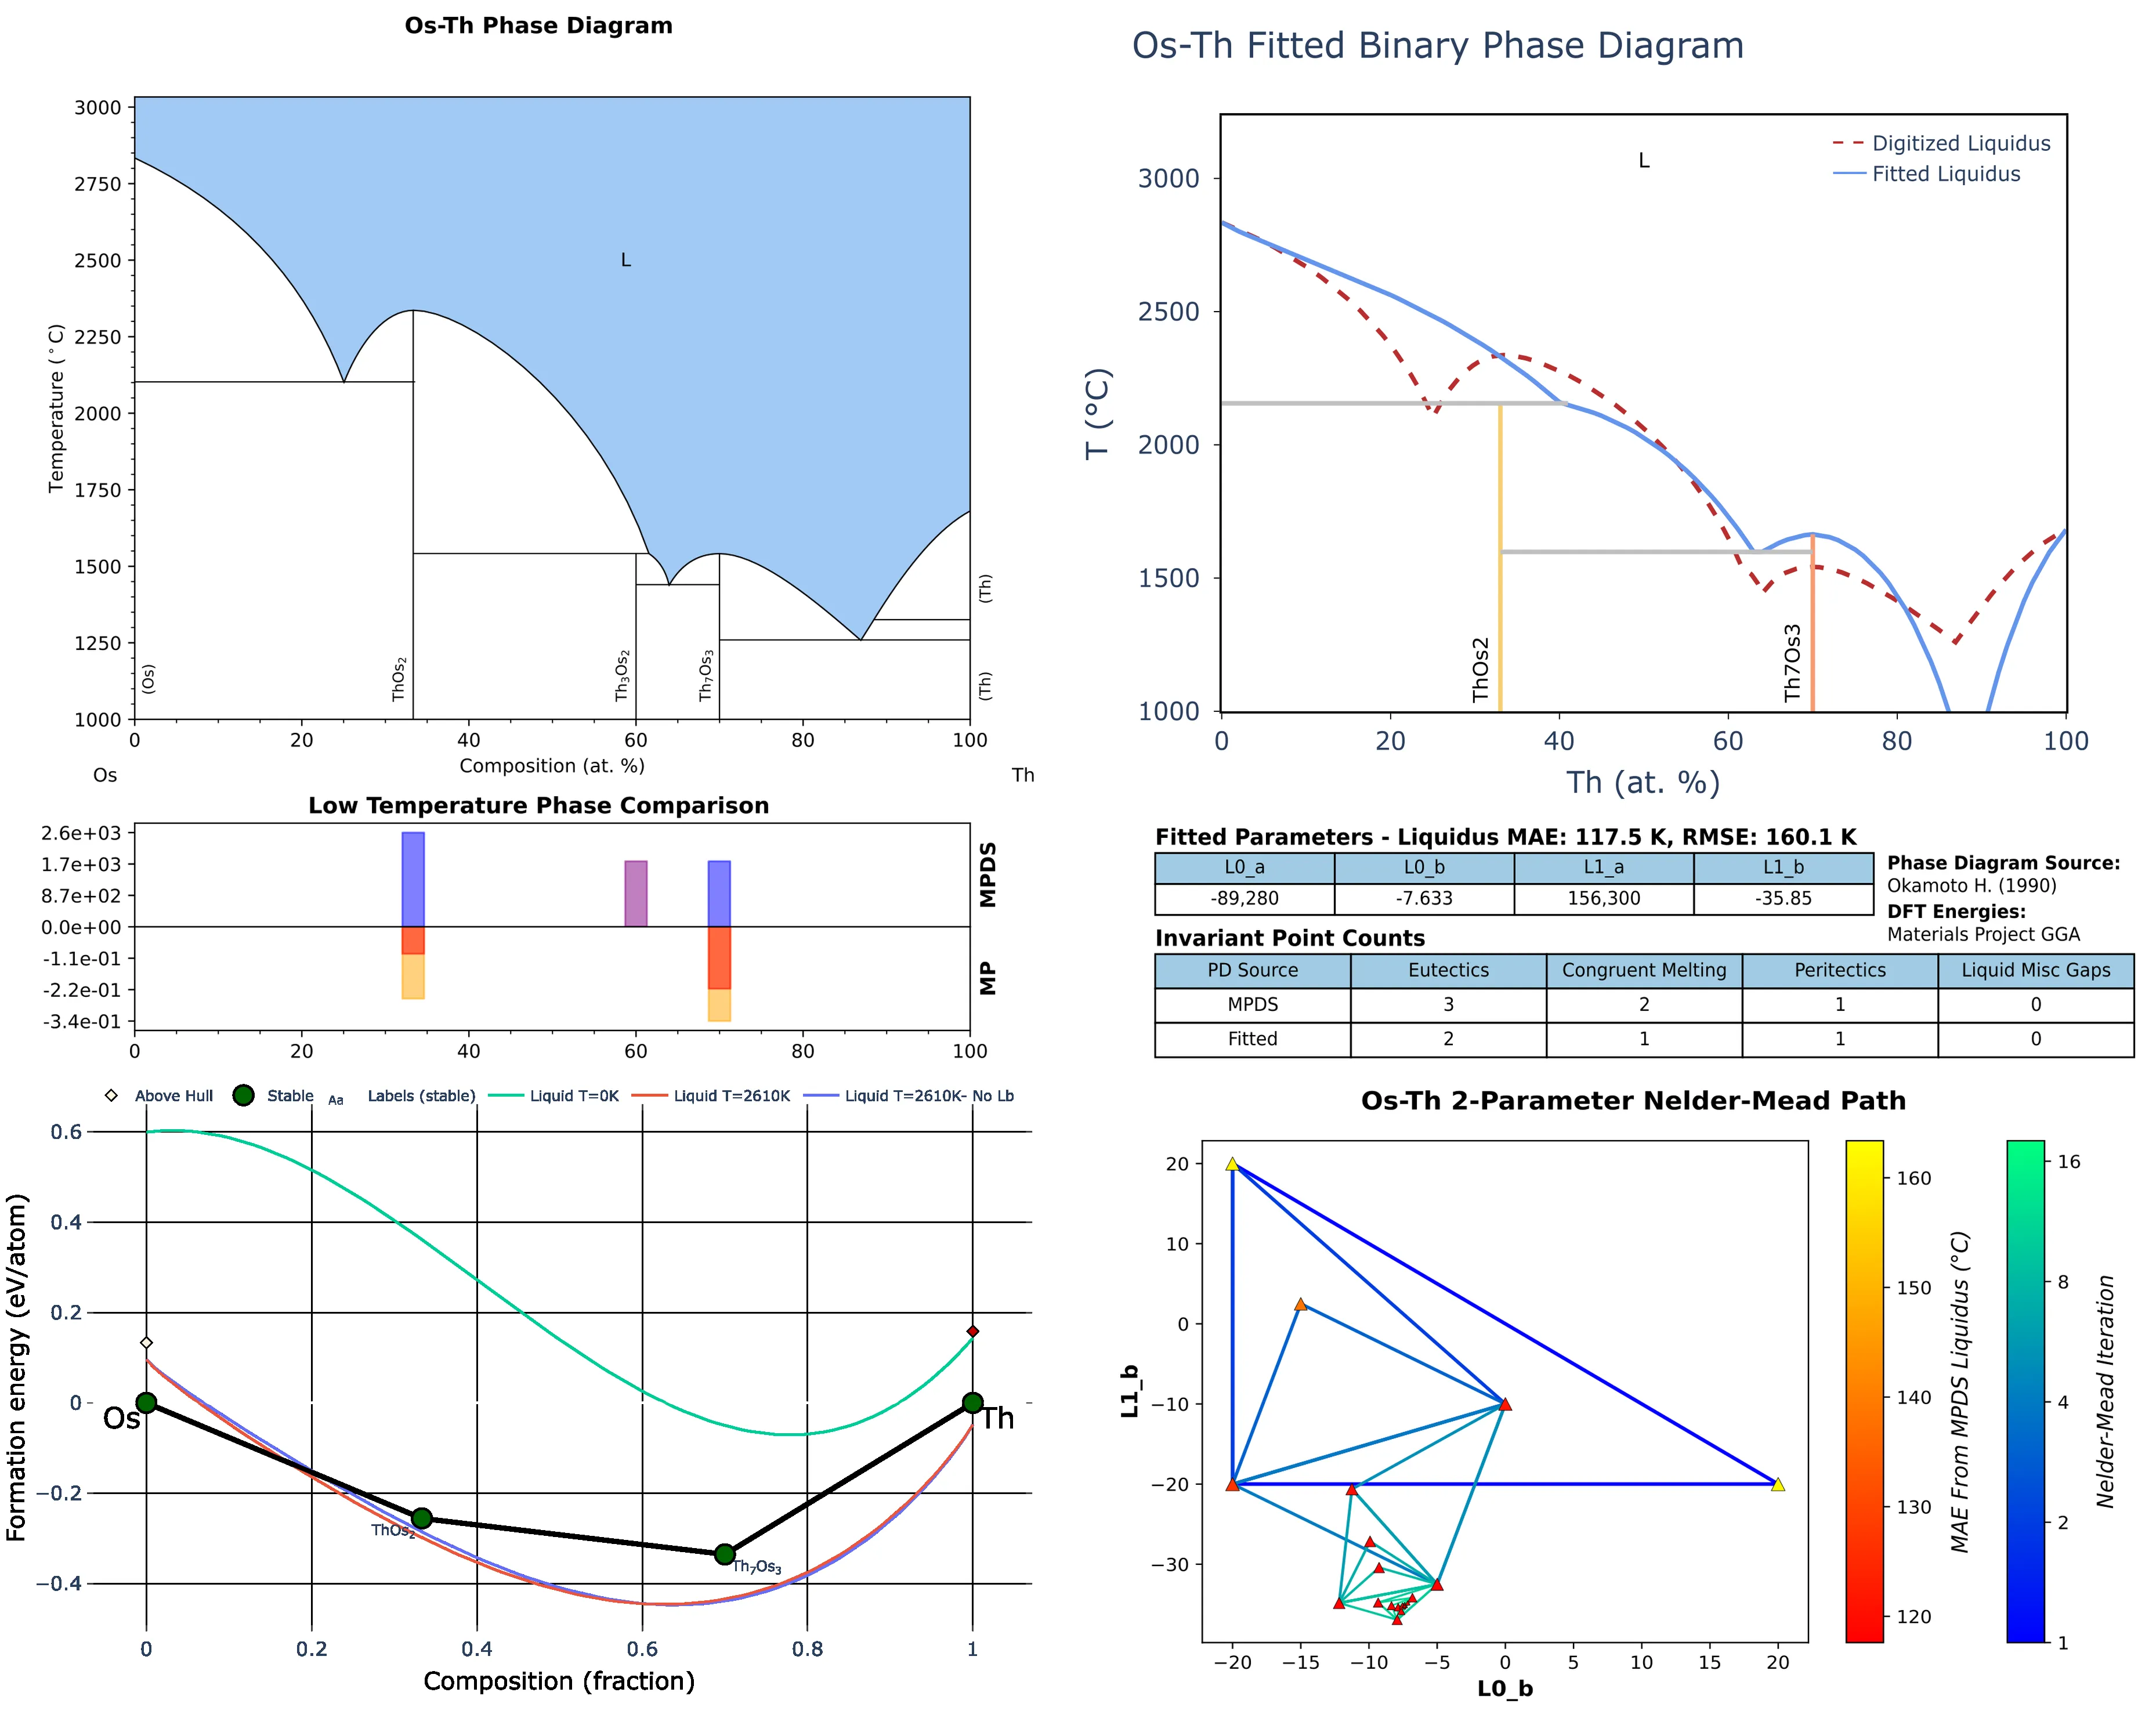 Os-Th Phase Diagram
3000
2750
2500
2250
2000
1750
1500
1250
1000
Temperature (°C)
L
(Os)
ThOs2
Th3Os2
Th7Os3
(Th)
(Th)
0 20 40 60 80 100
Composition (at. %)
Os Th
Os-Th Fitted Binary Phase Diagram
L
Digitized Liquidus
Fitted Liquidus
3000
2500
2000
1500
1000
T (°C)
ThOs2
Th7Os3
0 20 40 60 80 100
Th (at. %)
Low Temperature Phase Comparison
2.6e+03
1.7e+03
8.7e+02
0.0e+00
-1.1e-01
-2.2e-01
-3.4e-01
MPDS
MP
0 20 40 60 80 100
Fitted Parameters - Liquidus MAE: 117.5 K, RMSE: 160.1 K
L0_a L0_b L1_a L1_b
-89,280 -7.633 156,300 -35.85
Phase Diagram Source:
Okamoto H. (1990)
DFT Energies:
Materials Project GGA
Invariant Point Counts
PD Source Eutectics Congruent Melting Peritectics Liquid Misc Gaps
MPDS 3 2 1 0
Fitted 2 1 1 0
Above Hull Stable Aa Labels (stable) Liquid T=0K Liquid T=2610K Liquid T=2610K- No Lb
0.6
0.4
0.2
0
−0.2
−0.4
Formation energy (eV/atom)
Os
Th
ThOs2
Th7Os3
0 0.2 0.4 0.6 0.8 1
Composition (fraction)
Os-Th 2-Parameter Nelder-Mead Path
20
10
0
−10
−20
−30
L1_b
−20 −15 −10 −5 0 5 10 15 20
L0_b
160
150
140
130
120
MAE From MPDS Liquidus (°C)
16
8
4
2
1
Nelder-Mead Iteration